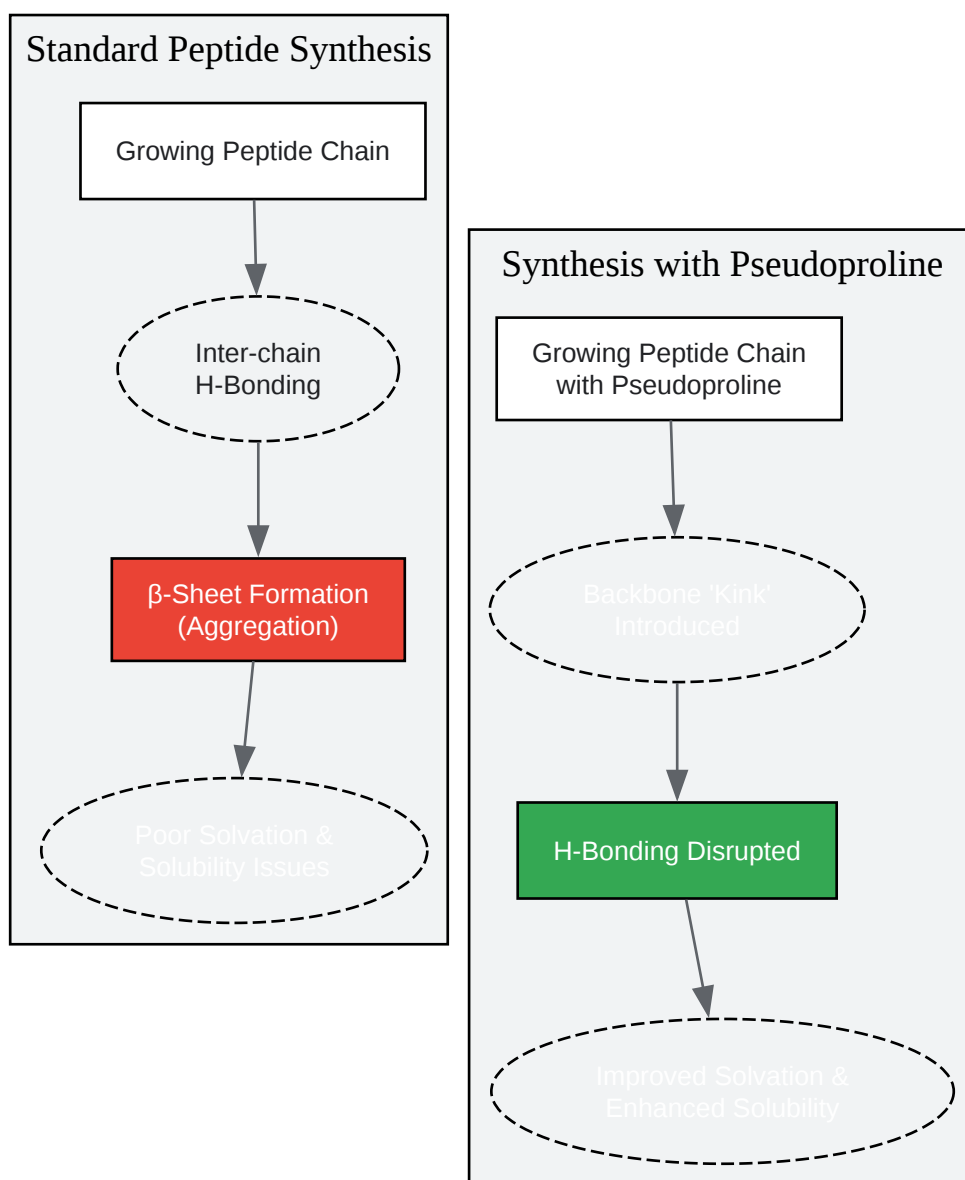 Standard Peptide Synthesis
Growing Peptide Chain
Inter-chain
H-Bonding
β-Sheet Formation
(Aggregation)
Poor Solvation &
Solubility Issues
Synthesis with Pseudoproline
Growing Peptide Chain
with Pseudoproline
Backbone 'Kink'
Introduced
H-Bonding Disrupted
Improved Solvation &
Enhanced Solubility